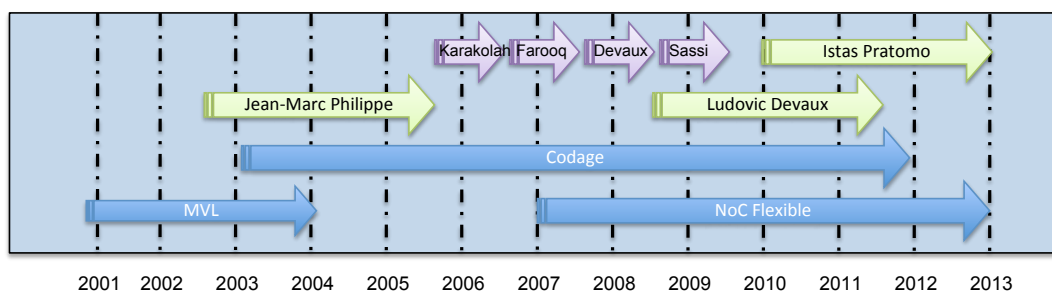 Karakolah Farooq Devaux Sassi Istas Pratomo
Jean-Marc Philippe Ludovic Devaux
Codage
MVL NoC Flexible
2001 2002 2003 2004 2005 2006 2007 2008 2009 2010 2011 2012 2013